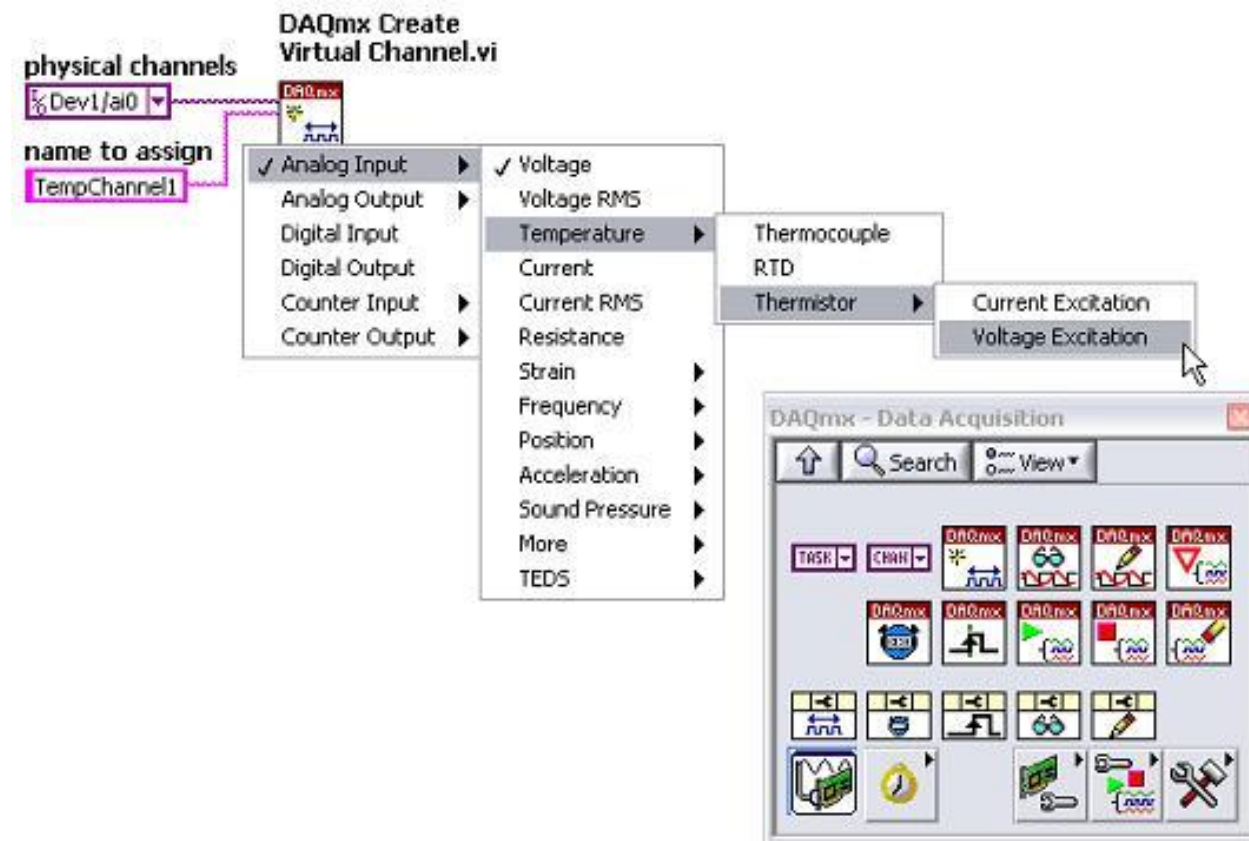 DAQmx Create
Virtual Channel.vi
physical channels
I/O Dev1/ai0
DAQmx
name to assign
TempChannel1
✓ Analog Input
Analog Output
Digital Input
Digital Output
Counter Input
Counter Output
✓ Voltage
Voltage RMS
Temperature
Current
Current RMS
Resistance
Strain
Frequency
Position
Acceleration
Sound Pressure
More
TEDS
Thermocouple
RTD
Thermistor
Current Excitation
Voltage Excitation
DAQmx - Data Acquisition
Search View
TASK CHAN DAQmx DAQmx DAQmx DAQmx
DAQmx DAQmx DAQmx DAQmx DAQmx